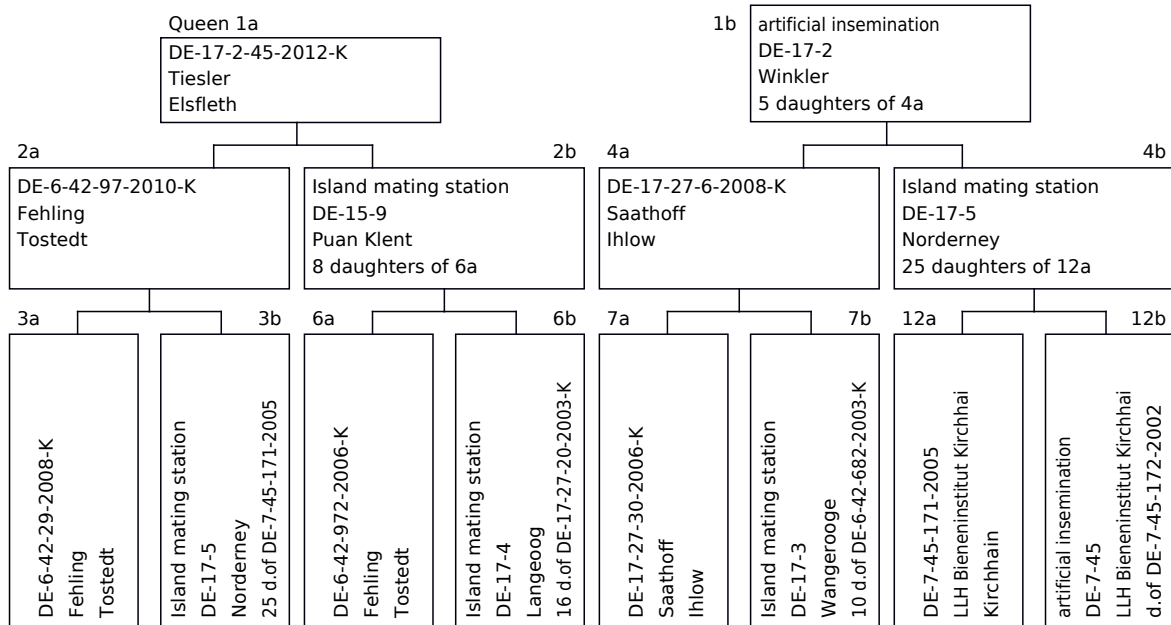 Queen 1a
DE-17-2-45-2012-K
Tiesler
Elsfleth
1b
artificial insemination
DE-17-2
Winkler
5 daughters of 4a
2a
DE-6-42-97-2010-K
Fehling
Tostedt
2b
Island mating station
DE-15-9
Puan Klent
8 daughters of 6a
4a
DE-17-27-6-2008-K
Saathoff
Ihlow
4b
Island mating station
DE-17-5
Norderney
25 daughters of 12a
3a
DE-6-42-29-2008-K
Fehling
Tostedt
3b
Island mating station
DE-17-5
Norderney
25 d.of DE-7-45-171-2005
6a
DE-6-42-972-2006-K
Fehling
Tostedt
6b
Island mating station
DE-17-4
Langeoog
16 d.of DE-17-27-20-2003-K
7a
DE-17-27-30-2006-K
Saathoff
Ihlow
7b
Island mating station
DE-17-3
Wangerooge
10 d.of DE-6-42-682-2003-K
12a
DE-7-45-171-2005
LLH Bieneninstitut Kirchhai
Kirchhain
12b
artificial insemination
DE-7-45
LLH Bieneninstitut Kirchhai
d.of DE-7-45-172-2002